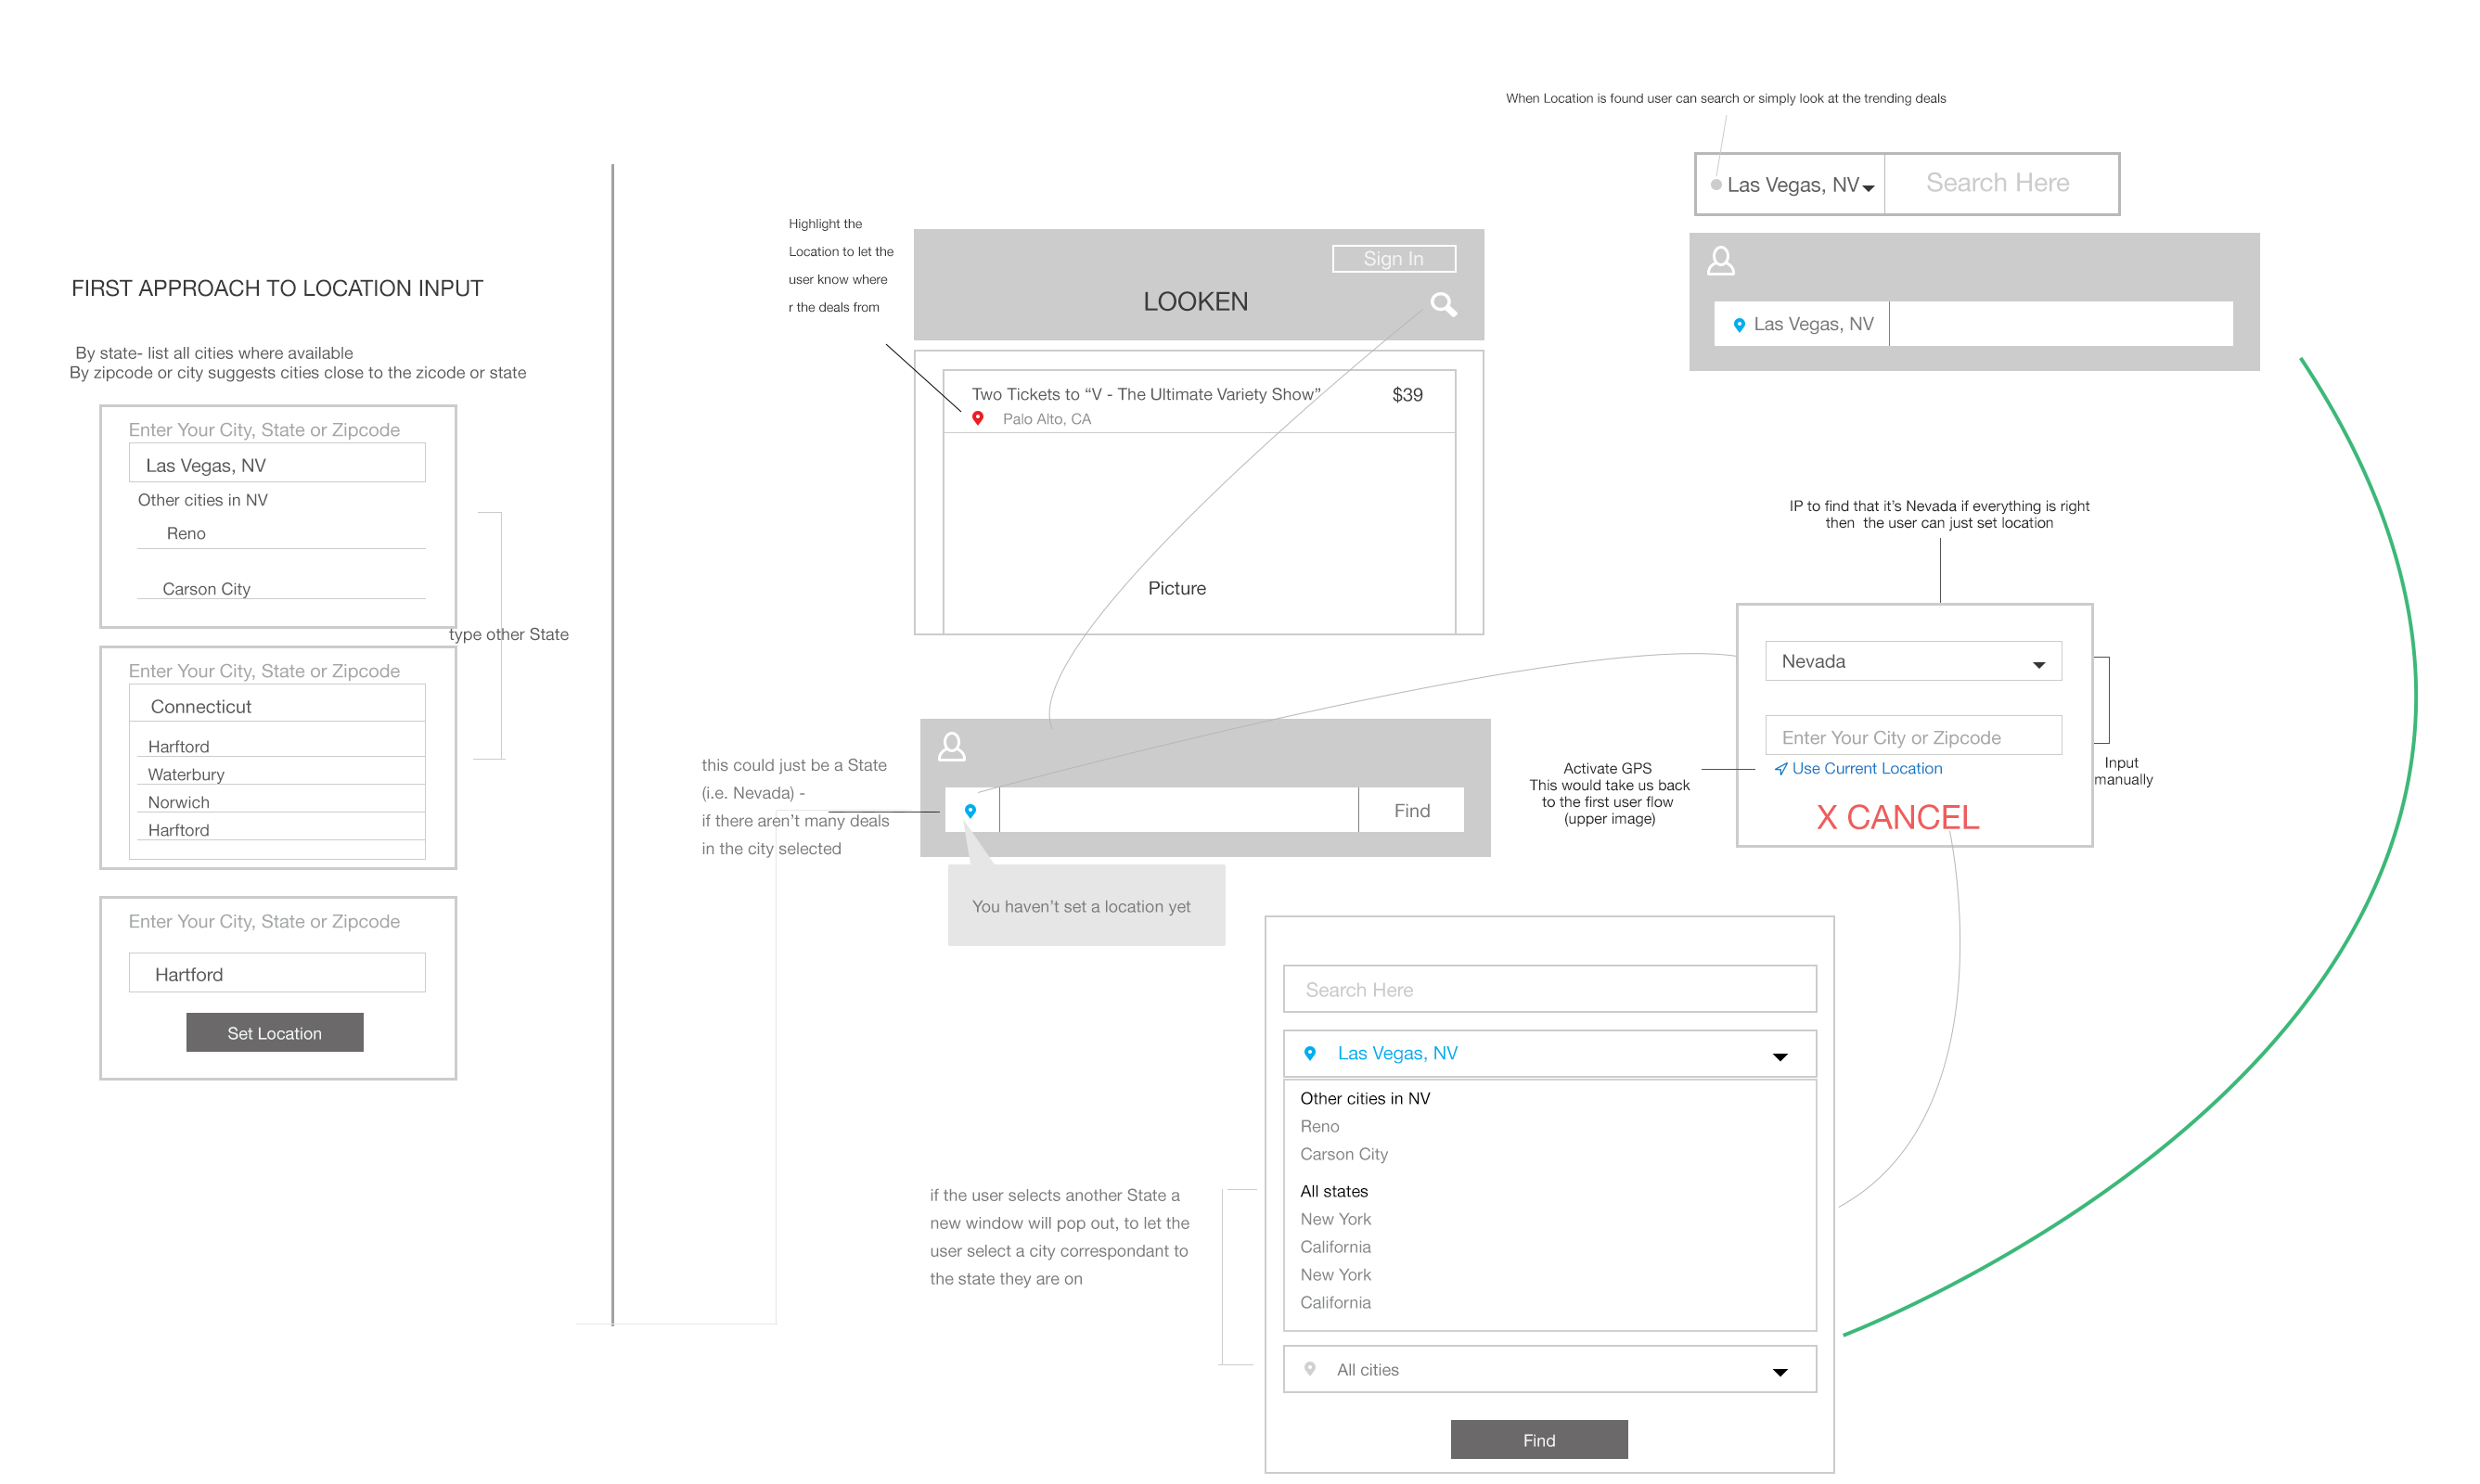 FIRST APPROACH TO LOCATION INPUT
By state- list all cities where available
By zipcode or city suggests cities close to the zicode or state
Enter Your City, State or Zipcode
Las Vegas, NV
Other cities in NV
Reno
Carson City
type other State
Enter Your City, State or Zipcode
Connecticut
Harftord
Waterbury
Norwich
Harftord
Enter Your City, State or Zipcode
Hartford
Set Location
Highlight the
Location to let the
user know where
r the deals from
Sign In
LOOKEN
Two Tickets to “V - The Ultimate Variety Show”
$39
Palo Alto, CA
Picture
this could just be a State
(i.e. Nevada) -
if there aren’t many deals
in the city selected
Find
You haven’t set a location yet
When Location is found user can search or simply look at the trending deals
Las Vegas, NV
Search Here
Las Vegas, NV
IP to find that it’s Nevada if everything is right
then the user can just set location
Nevada
Enter Your City or Zipcode
Use Current Location
X CANCEL
Input
manually
Activate GPS
This would take us back
to the first user flow
(upper image)
Search Here
Las Vegas, NV
Other cities in NV
Reno
Carson City
All states
New York
California
New York
California
All cities
Find
if the user selects another State a
new window will pop out, to let the
user select a city correspondant to
the state they are on